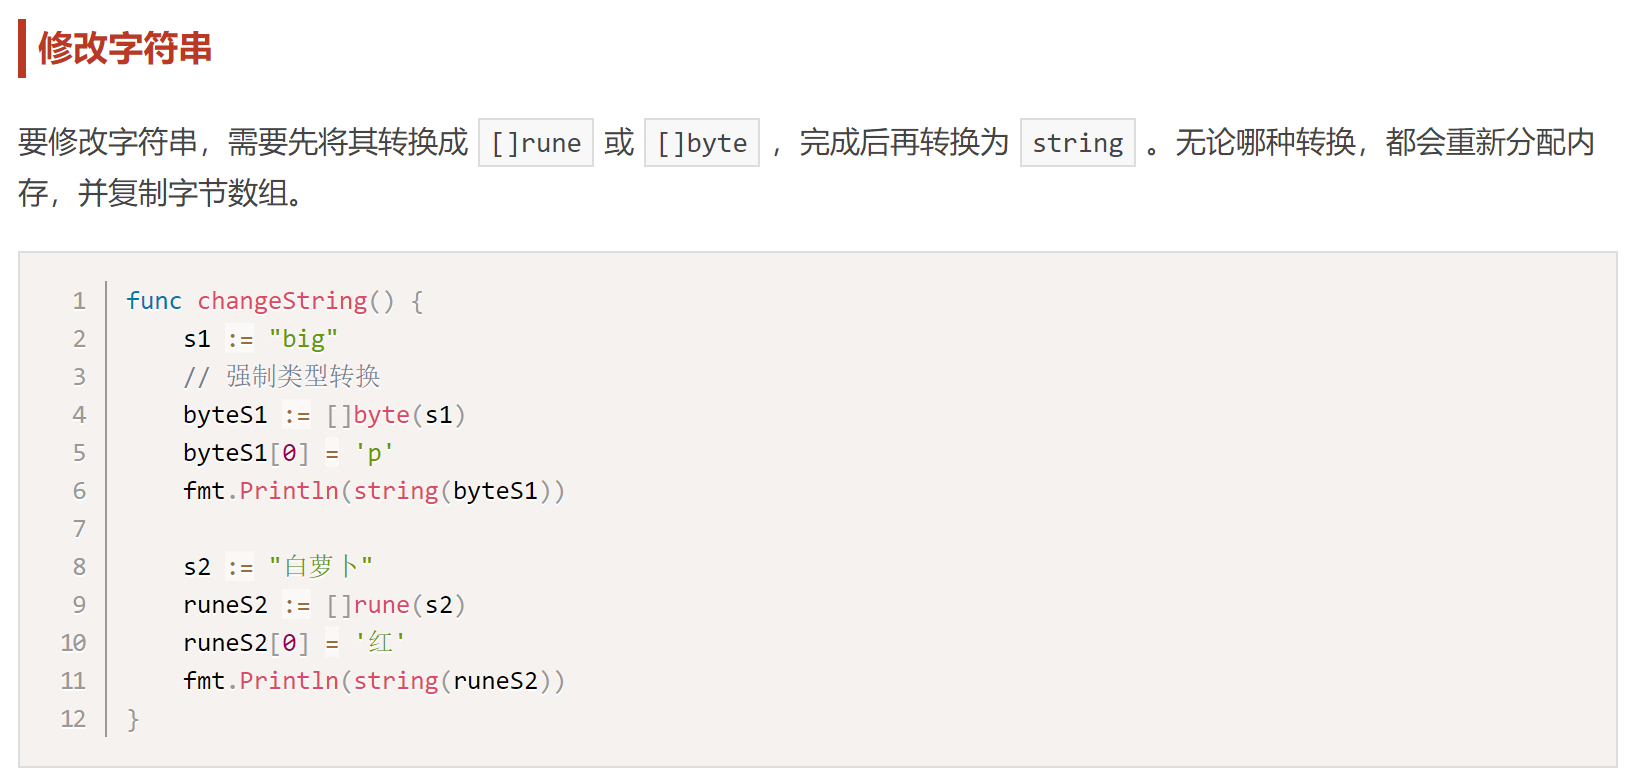 修改字符串
要修改字符串，需要先将其转换成 []rune 或 []byte ，完成后再转换为 string 。无论哪种转换，都会重新分配内
存，并复制字节数组。
1 func changeString() {
2     s1 := "big"
3     // 强制类型转换
4     byteS1 := []byte(s1)
5     byteS1[0] = 'p'
6     fmt.Println(string(byteS1))
7
8     s2 := "白萝卜"
9     runeS2 := []rune(s2)
10     runeS2[0] = '红'
11     fmt.Println(string(runeS2))
12 }